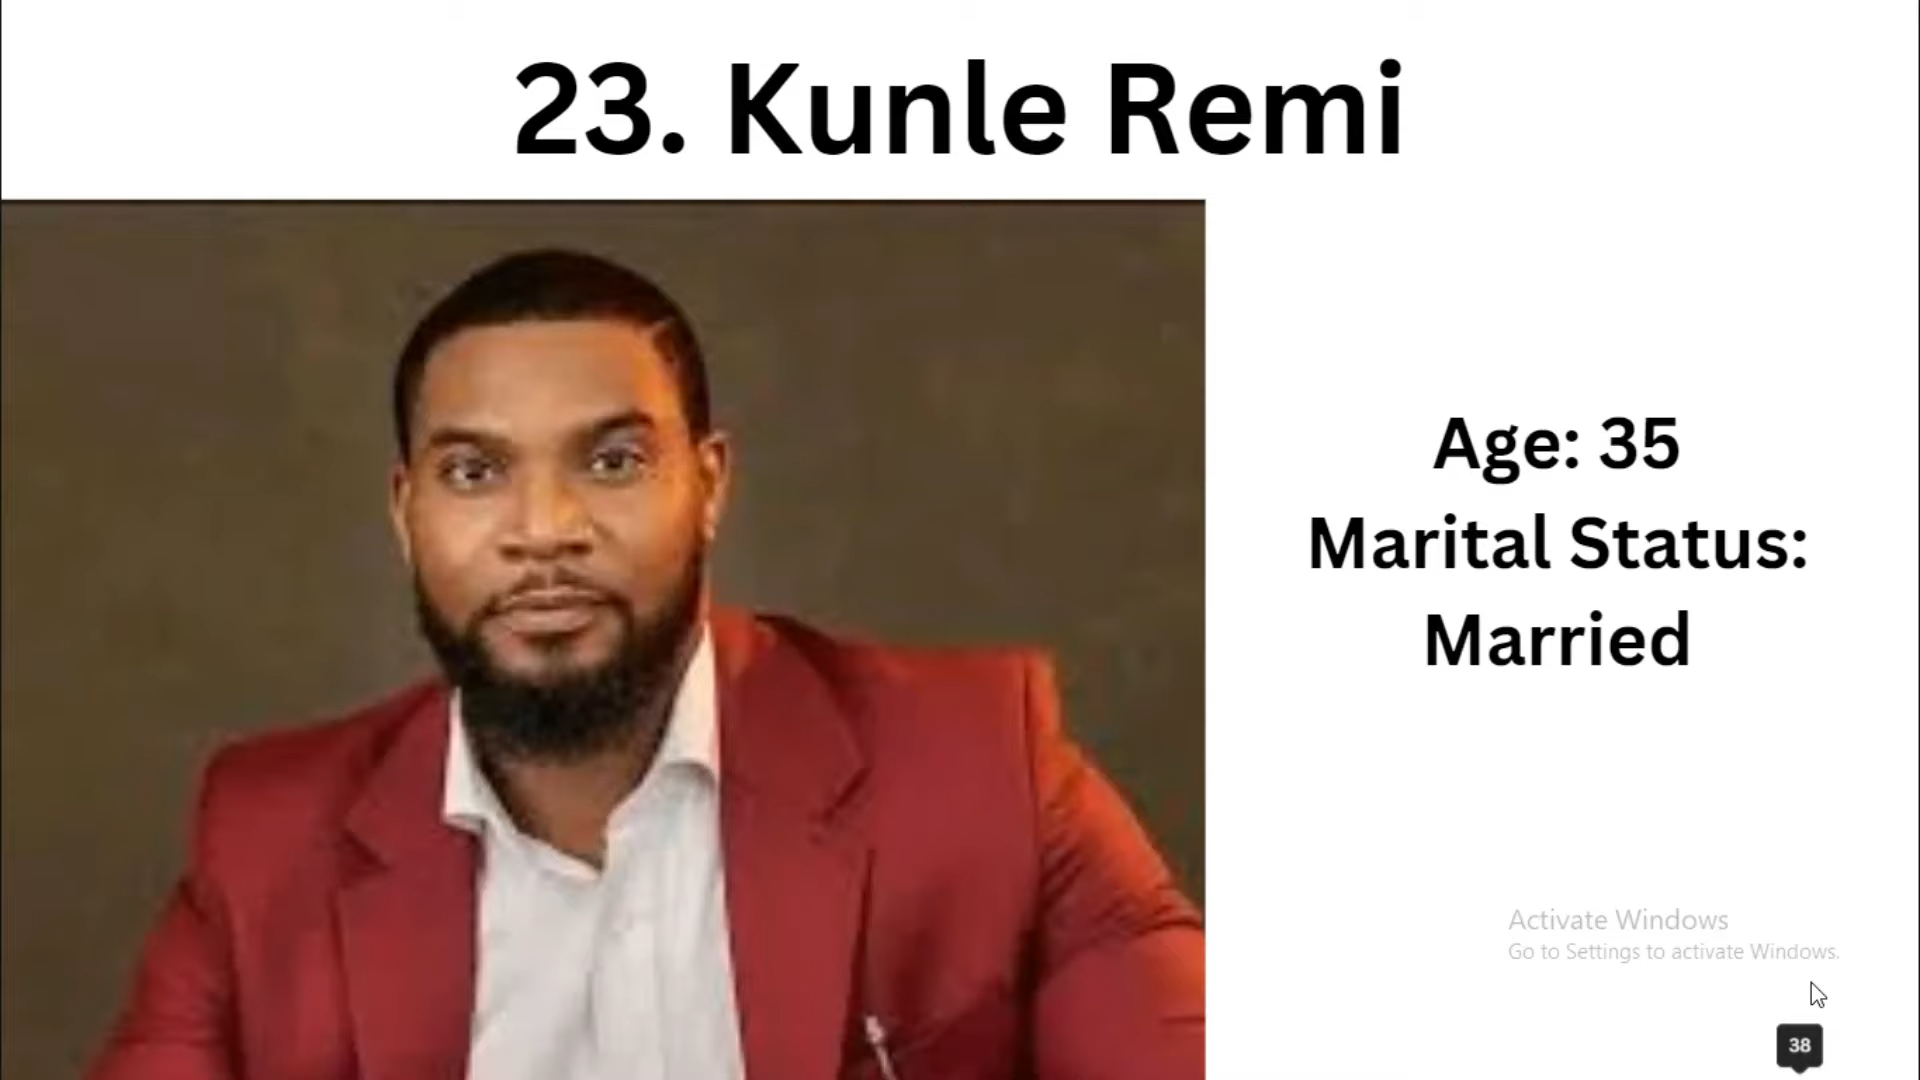 23. Kunle Remi
Age: 35
Marital Status:
Married
Activate Windows
Go to Settings to activate Windows.
38